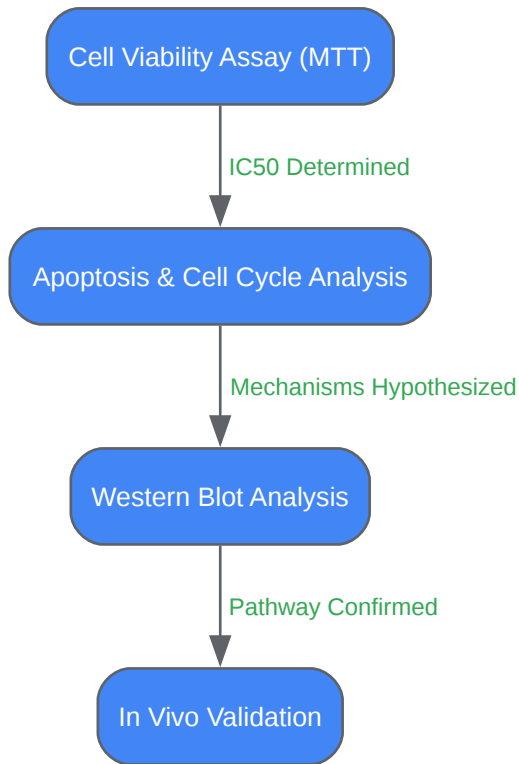 Cell Viability Assay (MTT)
IC50 Determined
Apoptosis & Cell Cycle Analysis
Mechanisms Hypothesized
Western Blot Analysis
Pathway Confirmed
In Vivo Validation